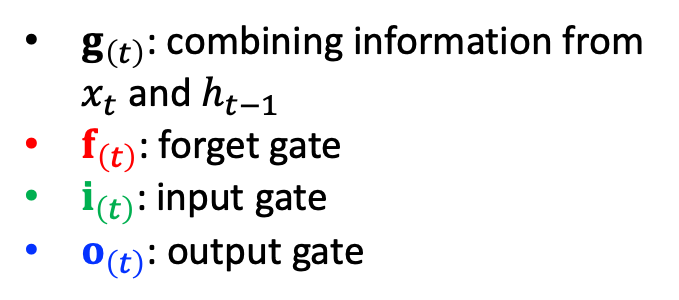 • g(t): combining information from
xₜ and hₜ₋₁
• f(t): forget gate
• i(t): input gate
• o(t): output gate